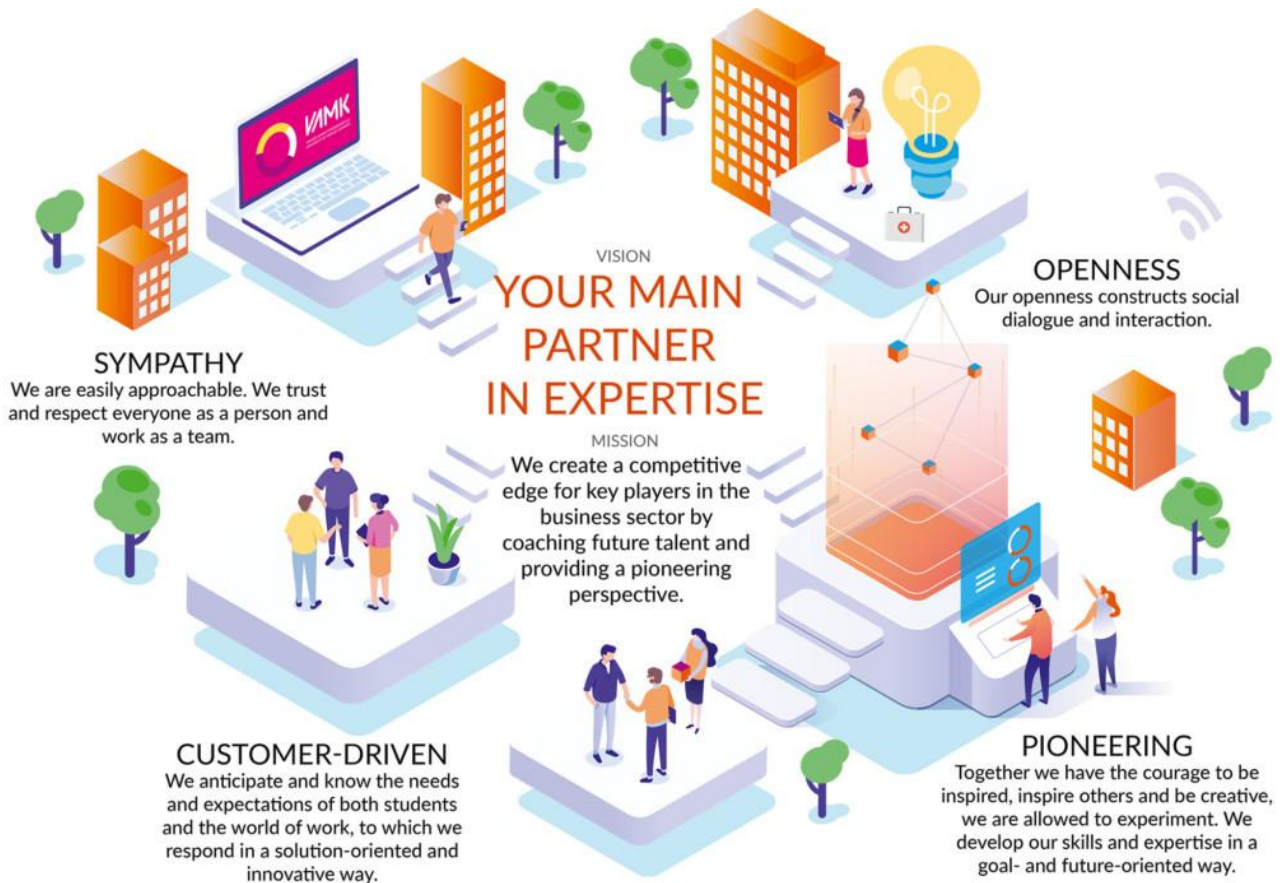 VAMK
VISION
YOUR MAIN
PARTNER
IN EXPERTISE
MISSION
We create a competitive
edge for key players in the
business sector by
coaching future talent and
providing a pioneering
perspective.
OPENNESS
Our openness constructs social
dialogue and interaction.
SYMPATHY
We are easily approachable. We trust
and respect everyone as a person and
work as a team.
CUSTOMER-DRIVEN
We anticipate and know the needs
and expectations of both students
and the world of work, to which we
respond in a solution-oriented and
innovative way.
PIONEERING
Together we have the courage to be
inspired, inspire others and be creative,
we are allowed to experiment. We
develop our skills and expertise in a
goal- and future-oriented way.